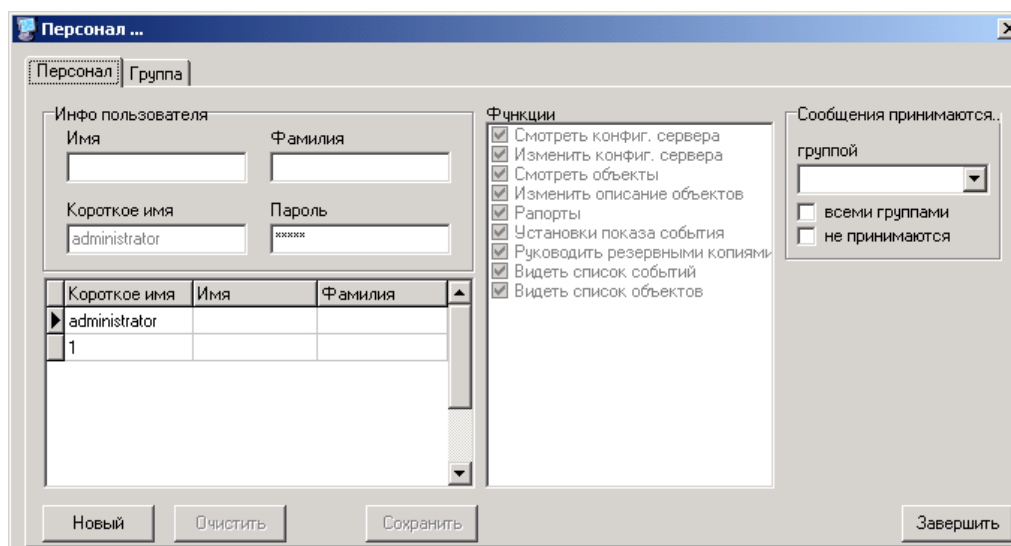 Персонал ...
Персонал Группа
Инфо пользователя
Имя Фамилия
Короткое имя Пароль
administrator *****
Короткое имя Имя Фамилия
administrator
1
Функции
Смотреть конфиг. сервера
Изменить конфиг. сервера
Смотреть объекты
Изменить описание объектов
Рапорты
Установки показа события
Руководить резервными копиями
Видеть список событий
Видеть список объектов
Сообщения принимаются..
группой
всеми группами
не принимаются
Новый Очистить Сохранить Завершить